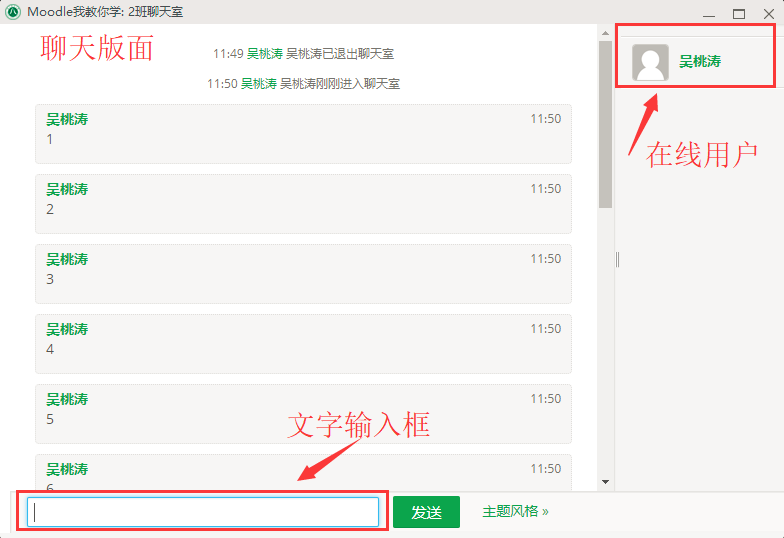 Moodle我教你学: 2班聊天室
聊天版面
11:49 吴桃涛 吴桃涛已退出聊天室
11:50 吴桃涛 吴桃涛刚刚进入聊天室
吴桃涛 11:50
1
吴桃涛 11:50
2
吴桃涛 11:50
3
吴桃涛 11:50
4
吴桃涛 11:50
5
吴桃涛 11:50
6
文字输入框
发送 主题风格 »
吴桃涛
在线用户